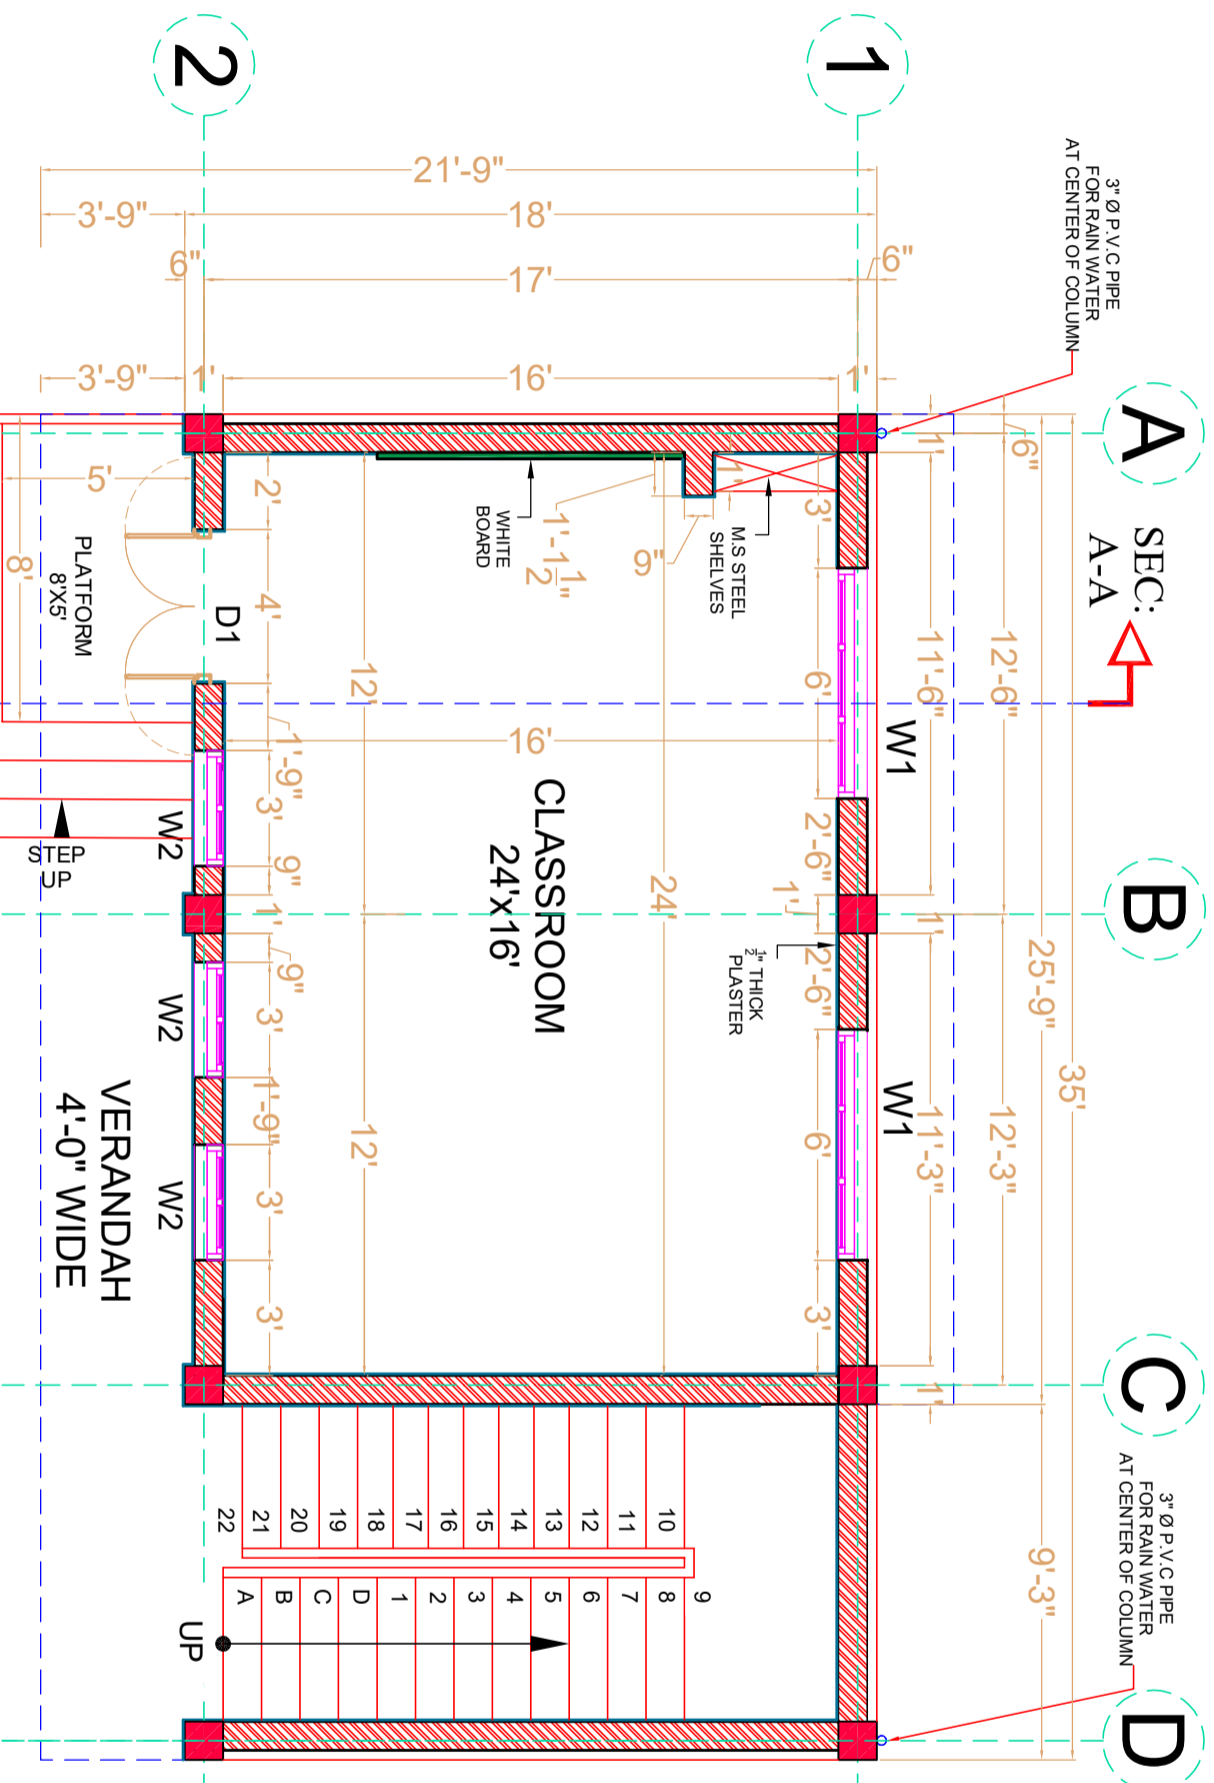 1
2
A
B
C
D
3" Ø P.V.C PIPE
FOR RAIN WATER
AT CENTER OF COLUMN
3" Ø P.V.C PIPE
FOR RAIN WATER
AT CENTER OF COLUMN
SEC:
A-A
35'
25'-9"
9'-3"
6"
12'-6"
12'-3"
1'
11'-6"
1'
11'-3"
1'
W1
W1
21'-9"
18'
3'-9"
6"
17'
6"
3'-9"
1'
16'
1'
3'
6'
2'-6"
1'
2'-6"
6'
3'
M.S STEEL
SHELVES
1'
9"
1'-1 1/2"
WHITE
BOARD
1/2" THICK
PLASTER
24'
16'
CLASSROOM
24'x16'
12'
12'
2'
4'
1'-9"
3'
9"
1'
9"
3'
1'-9"
3'
3'
D1
W2
W2
W2
5'
8'
PLATFORM
8'X5'
STEP
UP
VERANDAH
4'-0" WIDE
10
11
12
13
14
15
16
17
18
19
20
21
22
9
8
7
6
5
4
3
2
1
D
C
B
A
UP